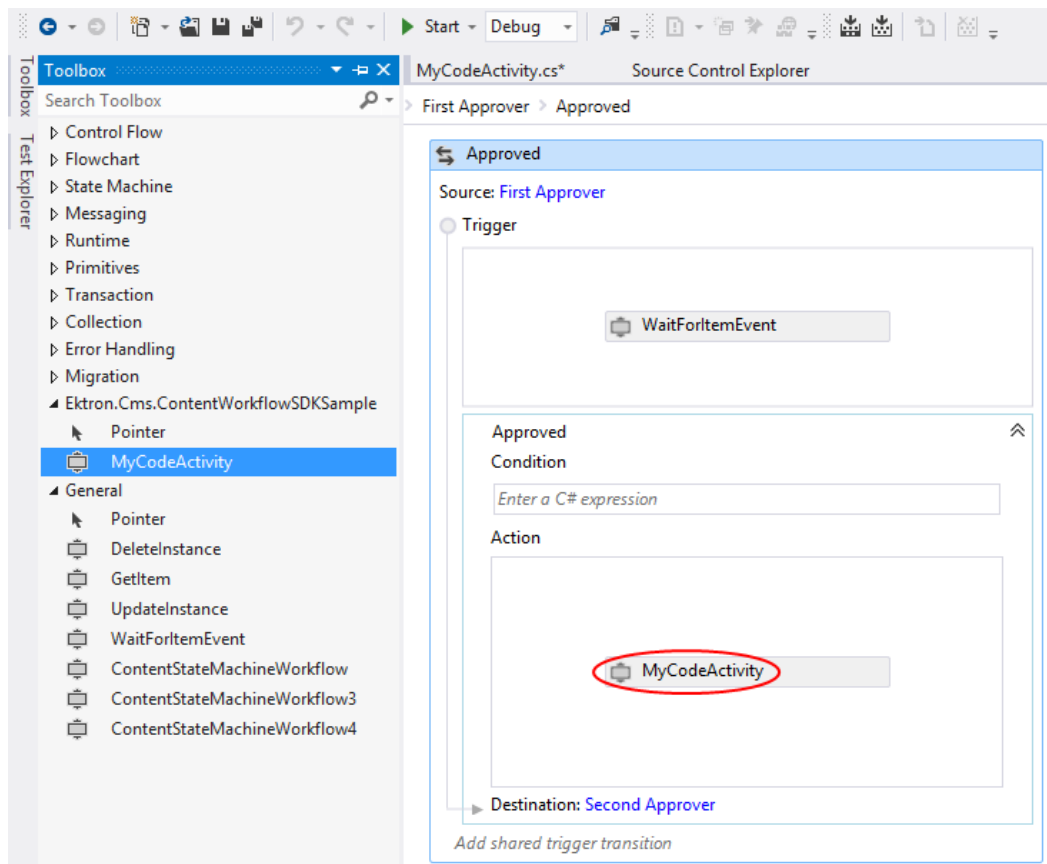 Start
Debug
Toolbox
Test Explorer
Toolbox
Search Toolbox
Control Flow
Flowchart
State Machine
Messaging
Runtime
Primitives
Transaction
Collection
Error Handling
Migration
Ektron.Cms.ContentWorkflowSDKSample
Pointer
MyCodeActivity
General
Pointer
DeleteInstance
GetItem
UpdateInstance
WaitForItemEvent
ContentStateMachineWorkflow
ContentStateMachineWorkflow3
ContentStateMachineWorkflow4
MyCodeActivity.cs* Source Control Explorer
First Approver > Approved
Approved
Source: First Approver
Trigger
WaitForItemEvent
Approved
Condition
Enter a C# expression
Action
MyCodeActivity
Destination: Second Approver
Add shared trigger transition